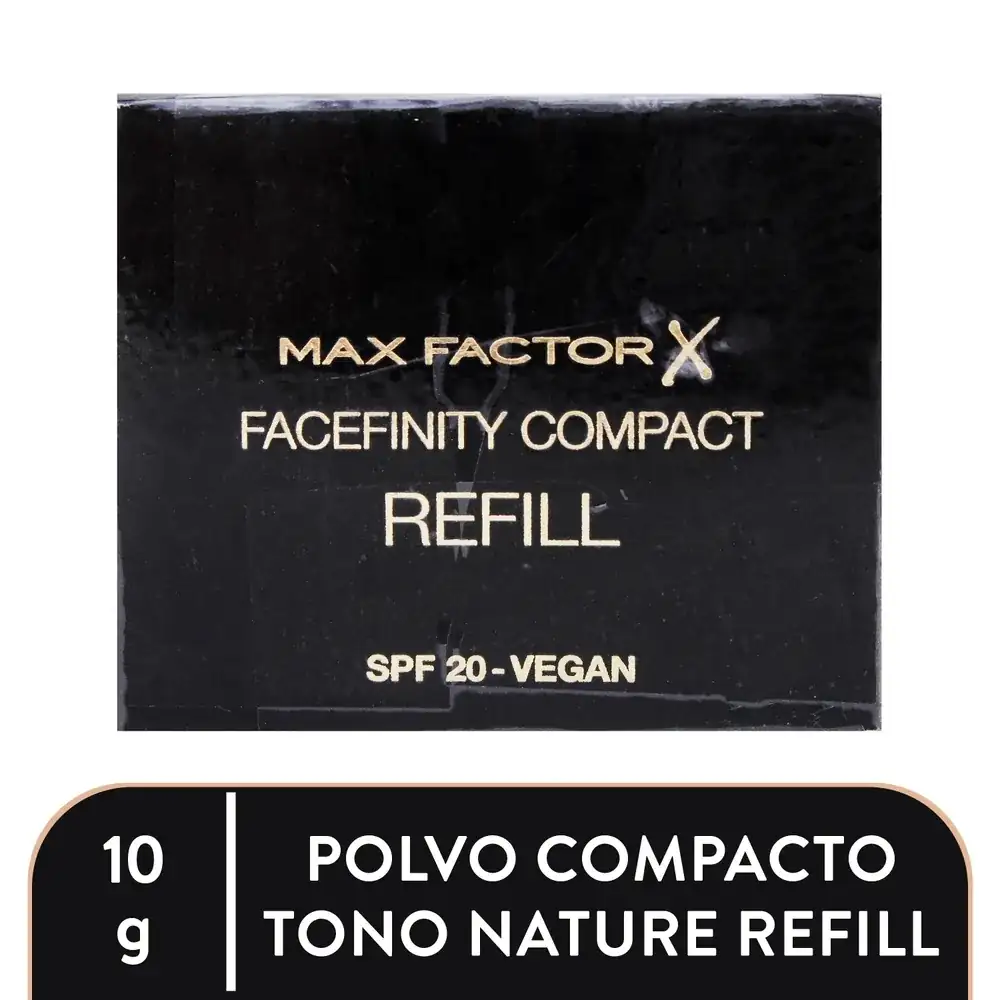 MAX FACTOR X
FACEFINITY COMPACT
REFILL
SPF 20 - VEGAN
10
g
POLVO COMPACTO
TONO NATURE REFILL